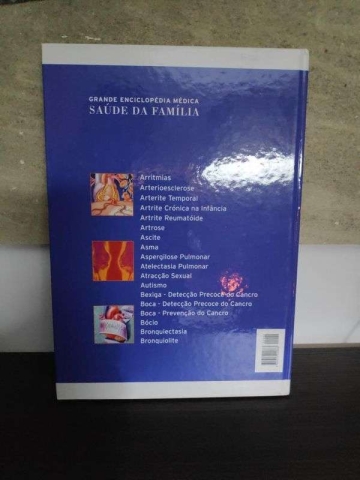 GRANDE ENCICLOPÉDIA MÉDICA
SAÚDE DA FAMÍLIA
Arritmias
Arterioesclerose
Arterite Temporal
Artrite Crónica na Infância
Artrite Reumatóide
Artrose
Ascite
Asma
Aspergilose Pulmonar
Atelectasia Pulmonar
Atracção Sexual
Autismo
Bexiga - Detecção Precoce do Cancro
Boca - Detecção Precoce do Cancro
Boca - Prevenção do Cancro
Bócio
Bronquiectasia
Bronquiolite